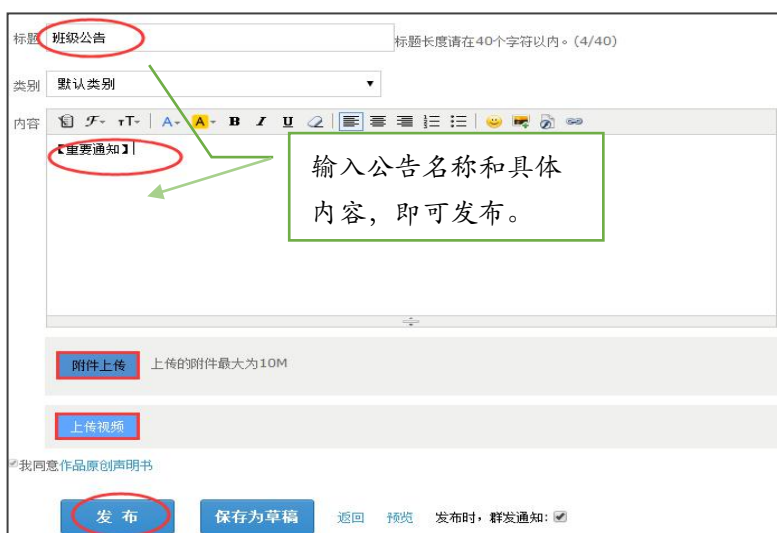 标题 班级公告 标题长度请在40个字符以内。(4/40)
类别 默认类别
内容
【重要通知】
输入公告名称和具体
内容，即可发布。
附件上传 上传的附件最大为10M
上传视频
我同意作品原创声明书
发 布 保存为草稿 返回 预览 发布时，群发通知: